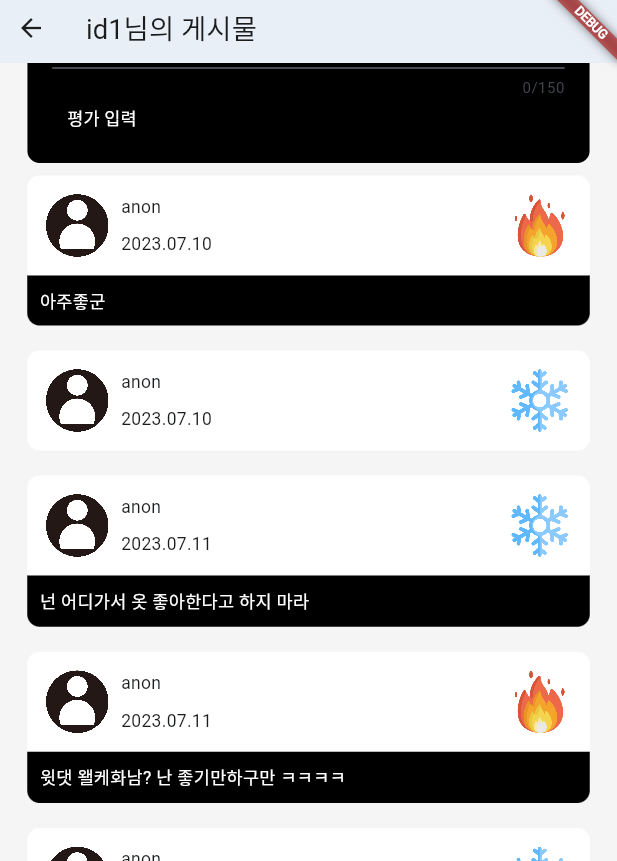 id1님의 게시물
DEBUG
0/150
평가 입력
anon
2023.07.10
아주좋군
anon
2023.07.10
anon
2023.07.11
넌 어디가서 옷 좋아한다고 하지 마라
anon
2023.07.11
윗댓 왤케화남? 난 좋기만하구만 ㅋㅋㅋㅋ
anon